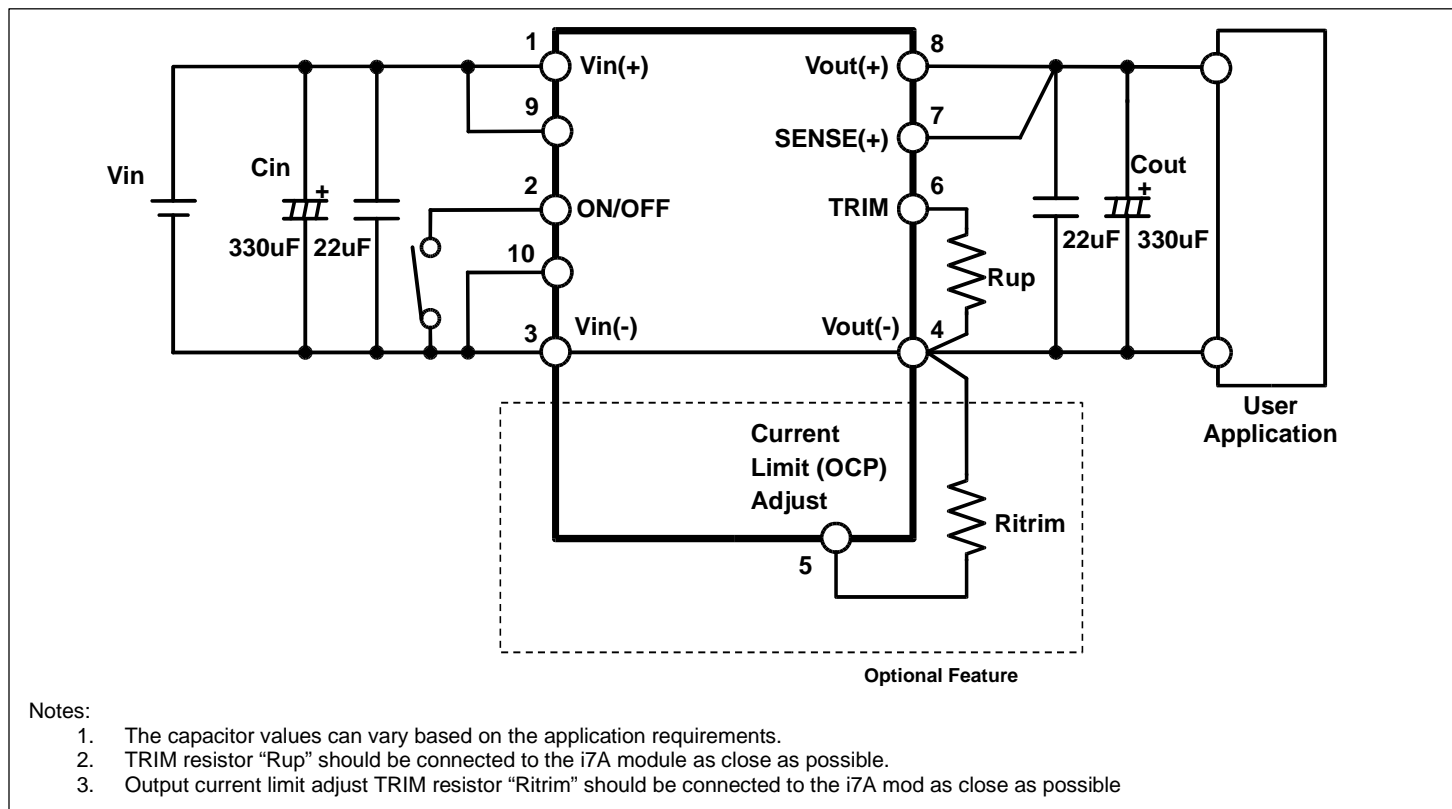 1
8
Vin(+)
Vout(+)
9
7
SENSE(+)
Vin
Cin
+
2
6
Cout
+
ON/OFF
TRIM
330uF
22uF
22uF
330uF
10
Rup
3
Vin(-)
Vout(-)
4
User
Application
Current
Limit (OCP)
Adjust
Ritrim
5
Optional Feature
Notes:
1. The capacitor values can vary based on the application requirements.
2. TRIM resistor “Rup” should be connected to the i7A module as close as possible.
3. Output current limit adjust TRIM resistor “Ritrim” should be connected to the i7A mod as close as possible